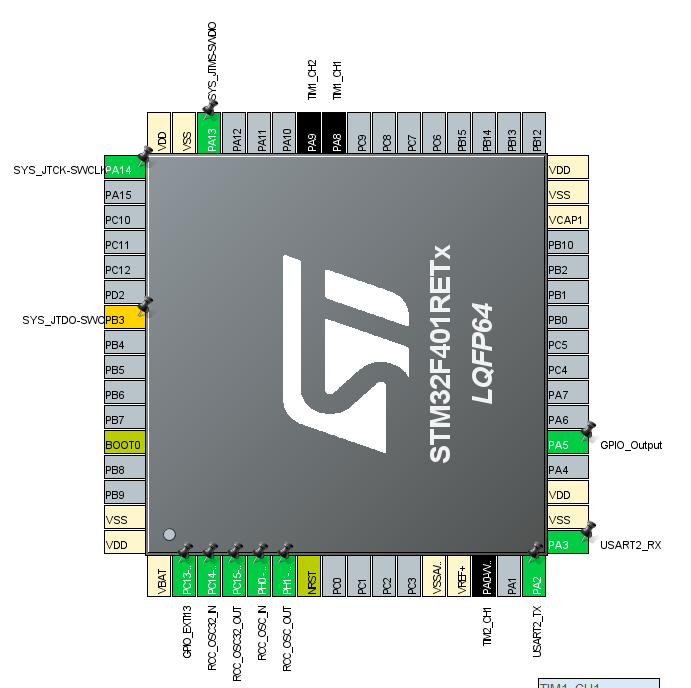 SYS_JTMS-SWDIO
TIM1_CH2
TIM1_CH1
VDD
VSS
PA13
PA12
PA11
PA10
PA9
PA8
PC9
PC8
PC7
PC6
PB15
PB14
PB13
PB12
SYS_JTCK-SWCLK
PA14
PA15
PC10
PC11
PC12
PD2
SYS_JTDO-SWO
PB3
PB4
PB5
PB6
PB7
BOOT0
PB8
PB9
VSS
VDD
STM32F401RETx
LQFP64
VDD
VSS
VCAP1
PB10
PB2
PB1
PB0
PC5
PC4
PA7
PA6
PA5
GPIO_Output
PA4
VDD
VSS
PA3
USART2_RX
VBAT
PC13-..
PC14-..
PC15-..
PH0-..
PH1-..
NRST
PC0
PC1
PC2
PC3
VSSA/..
VREF+
PA0-W..
PA1
PA2
GPIO_EXTI13
RCC_OSC32_IN
RCC_OSC32_OUT
RCC_OSC_IN
RCC_OSC_OUT
TIM2_CH1
USART2_TX
TIM1_CH1